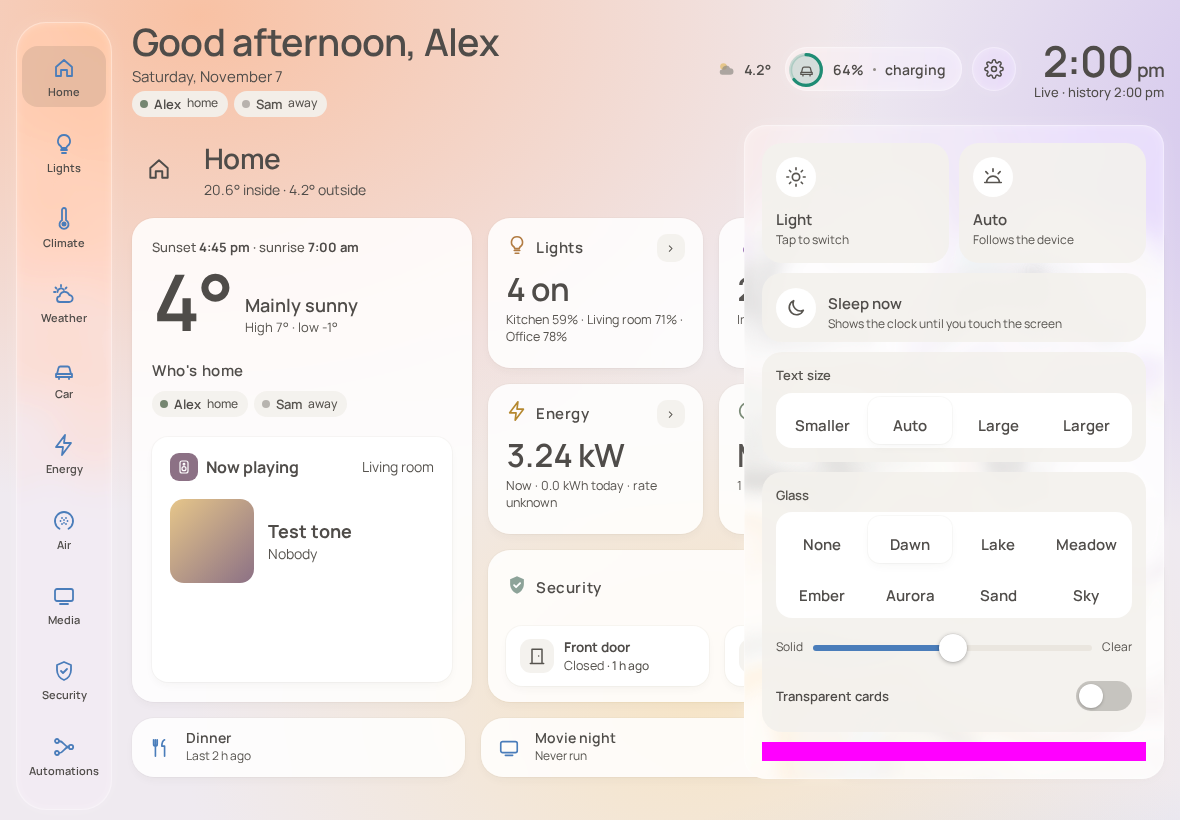 Good afternoon, Alex
Saturday, November 7
Alex home
Sam away
4.2°
64% · charging
2:00 pm
Live · history 2:00 pm
Home
Lights
Climate
Weather
Car
Energy
Air
Media
Security
Automations
Home
20.6° inside · 4.2° outside
Sunset 4:45 pm · sunrise 7:00 am
4°
Mainly sunny
High 7° · low -1°
Who's home
Alex home
Sam away
Now playing
Living room
Test tone
Nobody
Lights
4 on
Kitchen 59% · Living room 71% ·
Office 78%
Energy
3.24 kW
Now · 0.0 kWh today · rate
unknown
Security
Front door
Closed · 1 h ago
Dinner
Last 2 h ago
Movie night
Never run
Light
Tap to switch
Auto
Follows the device
Sleep now
Shows the clock until you touch the screen
Text size
Smaller
Auto
Large
Larger
Glass
None
Dawn
Lake
Meadow
Ember
Aurora
Sand
Sky
Solid
Clear
Transparent cards